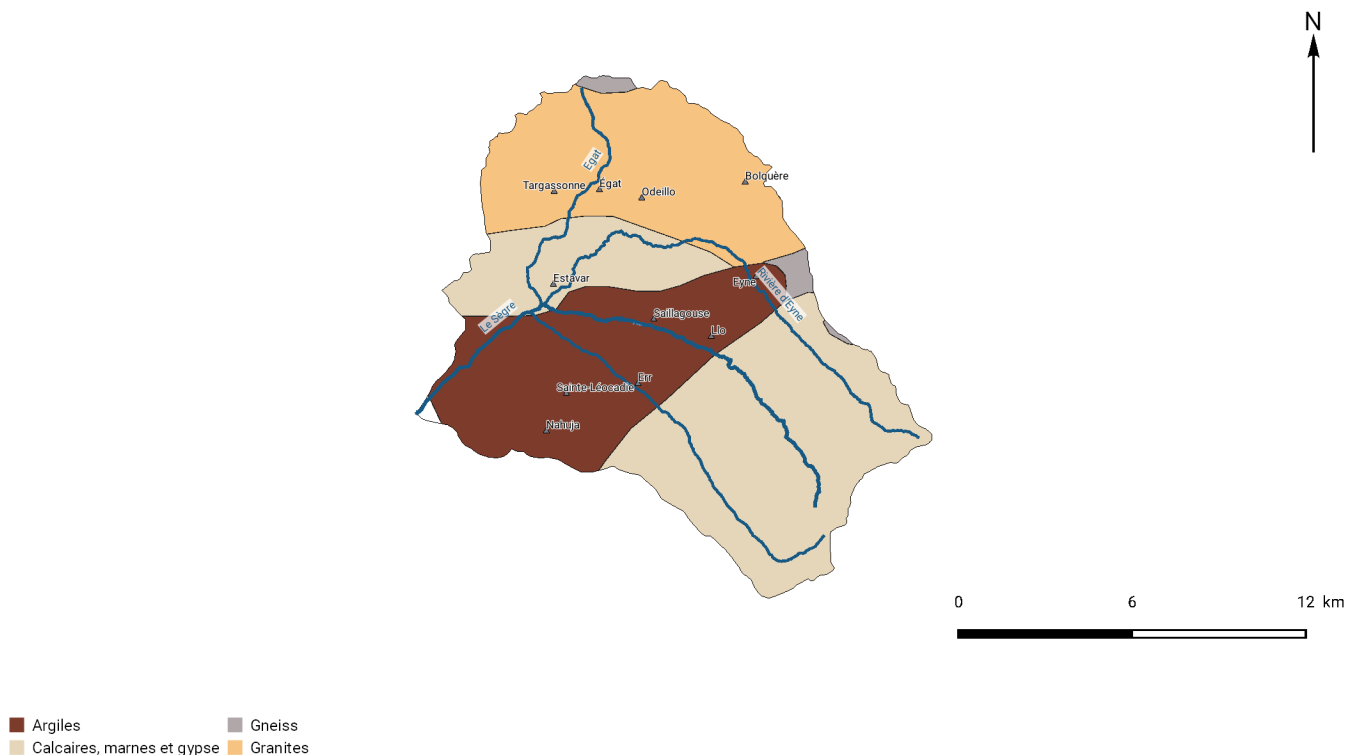 N
Egat
Targassonne
Égat
Odeillo
Bolquère
Estavar
Eyne
Rivière d'Eyne
Le Sègre
Saillagouse
Llo
Err
Sainte-Léocadie
Nahuja
0 6 12 km
Argiles
Gneiss
Calcaires, marnes et gypse
Granites